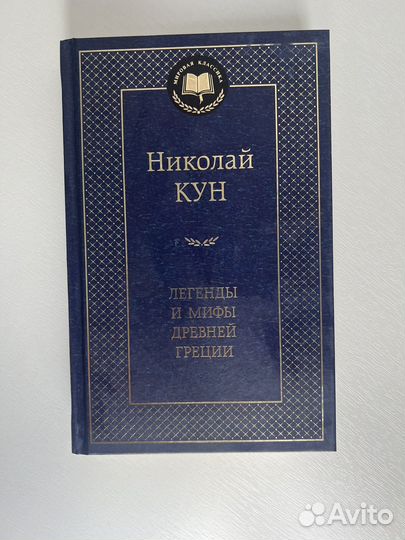 МИРОВАЯ КЛАССИКА
Николай
КУН
ЛЕГЕНДЫ
И МИФЫ
ДРЕВНЕЙ
ГРЕЦИИ
Avito